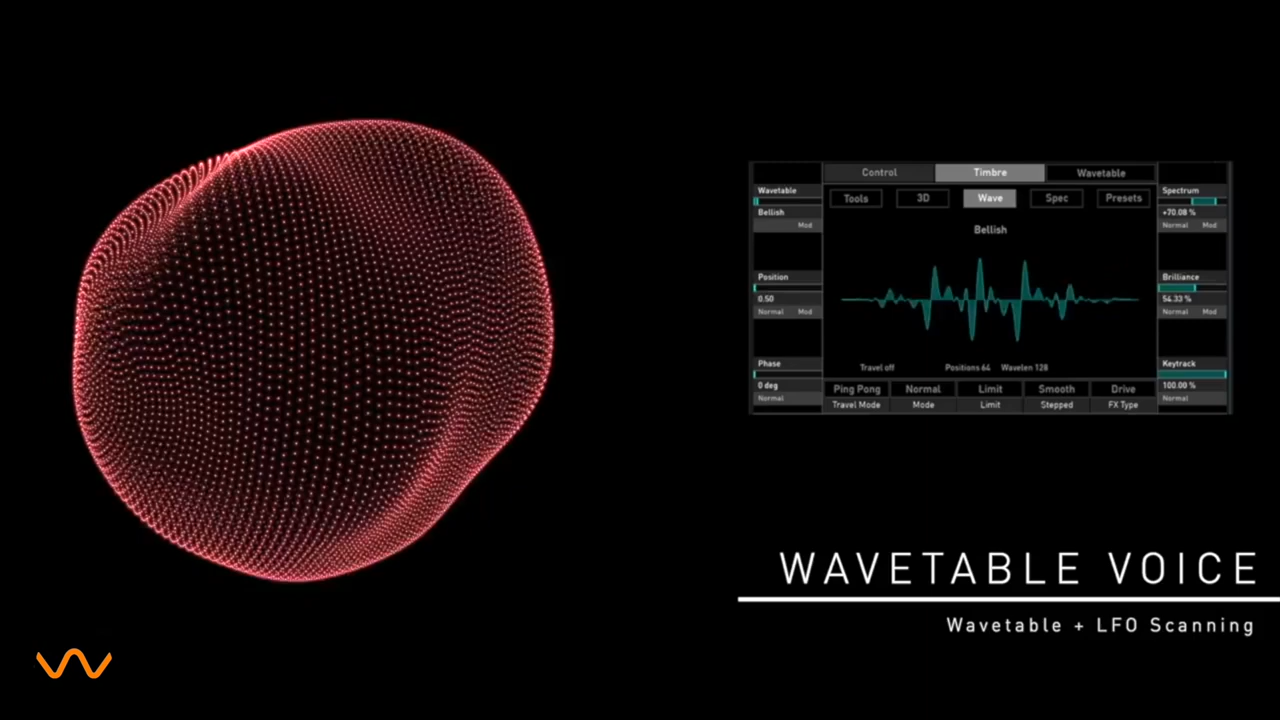 Control Timbre Wavetable
Tools 3D Wave Spec Presets
Wavetable
Bellish
Mod
Position
0.50
Normal Mod
Phase
0 deg
Normal
Bellish
Travel off Positions 64 Wavelen 128
Ping Pong Normal Limit Smooth Drive
Travel Mode Mode Limit Stepped FX Type
Spectrum
+70.08 %
Normal Mod
Brilliance
54.33 %
Normal Mod
Keytrack
100.00 %
Normal
WAVETABLE VOICE
Wavetable + LFO Scanning